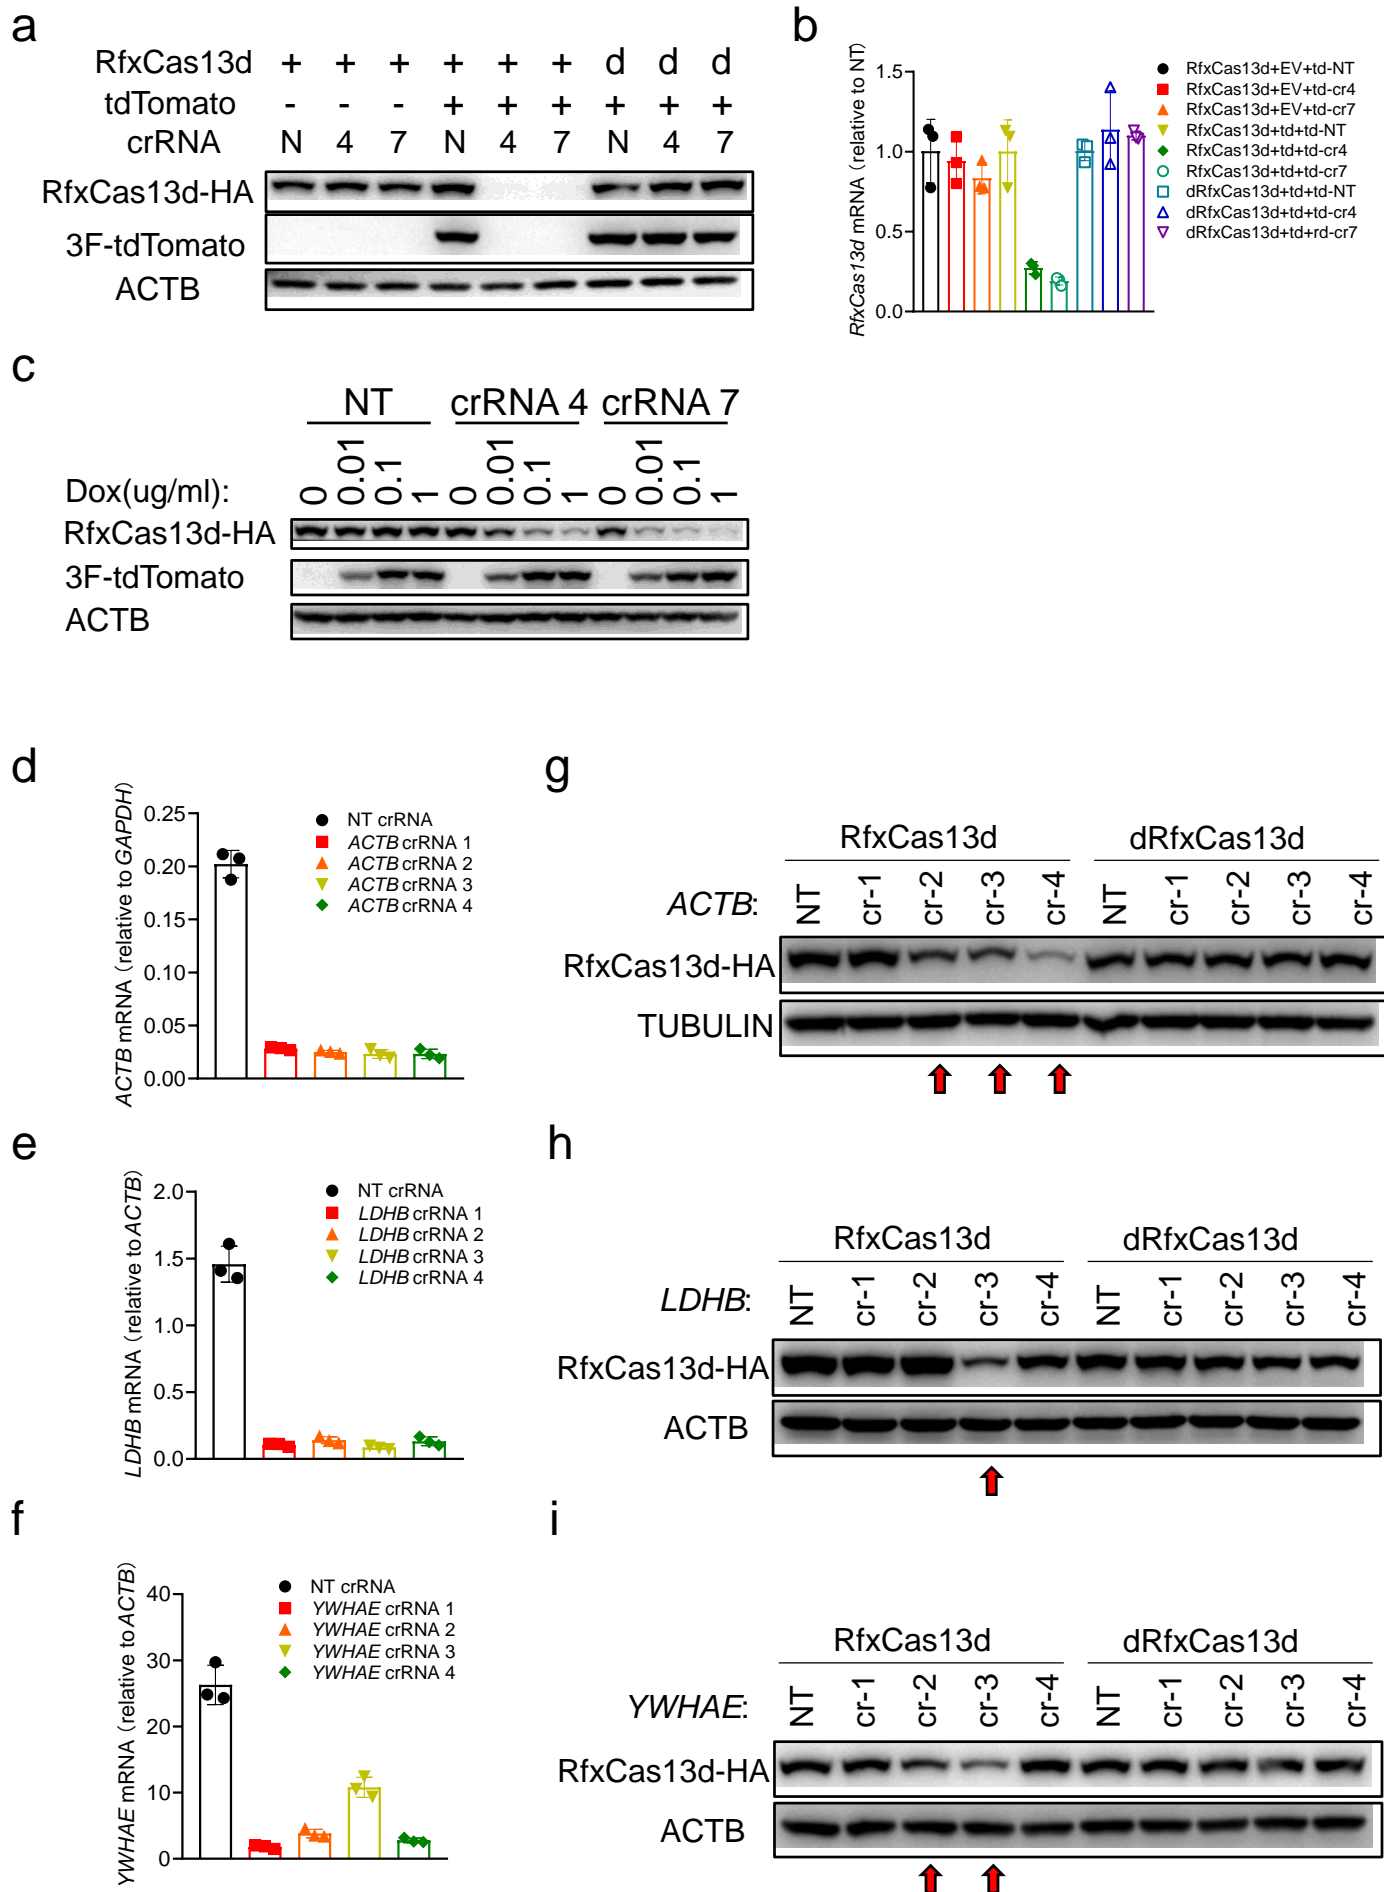 a
RfxCas13d + + + + + + d d d
tdTomato - - - + + + + + +
crRNA N 4 7 N 4 7 N 4 7
RfxCas13d-HA
3F-tdTomato
ACTB
b
RfxCas13d mRNA (relative to NT)
1.5
1.0
0.5
0.0
RfxCas13d+EV+td-NT
RfxCas13d+EV+td-cr4
RfxCas13d+EV+td-cr7
RfxCas13d+td+td-NT
RfxCas13d+td+td-cr4
RfxCas13d+td+td-cr7
dRfxCas13d+td+td-NT
dRfxCas13d+td+td-cr4
dRfxCas13d+td+rd-cr7
c
NT crRNA 4 crRNA 7
Dox(ug/ml): 0 0.01 0.1 1 0 0.01 0.1 1 0 0.01 0.1 1
RfxCas13d-HA
3F-tdTomato
ACTB
d
ACTB mRNA (relative to GAPDH)
0.25
0.20
0.15
0.10
0.05
0.00
NT crRNA
ACTB crRNA 1
ACTB crRNA 2
ACTB crRNA 3
ACTB crRNA 4
g
RfxCas13d dRfxCas13d
ACTB: NT cr-1 cr-2 cr-3 cr-4 NT cr-1 cr-2 cr-3 cr-4
RfxCas13d-HA
TUBULIN
e
LDHB mRNA (relative to ACTB)
2.0
1.5
1.0
0.5
0.0
NT crRNA
LDHB crRNA 1
LDHB crRNA 2
LDHB crRNA 3
LDHB crRNA 4
h
RfxCas13d dRfxCas13d
LDHB: NT cr-1 cr-2 cr-3 cr-4 NT cr-1 cr-2 cr-3 cr-4
RfxCas13d-HA
ACTB
f
YWHAE mRNA (relative to ACTB)
40
30
20
10
0
NT crRNA
YWHAE crRNA 1
YWHAE crRNA 2
YWHAE crRNA 3
YWHAE crRNA 4
i
RfxCas13d dRfxCas13d
YWHAE: NT cr-1 cr-2 cr-3 cr-4 NT cr-1 cr-2 cr-3 cr-4
RfxCas13d-HA
ACTB